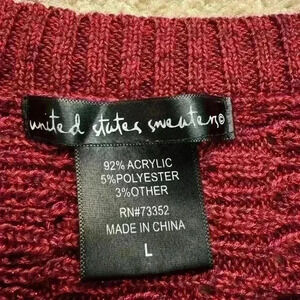 united states sweaters®
92% ACRYLIC
5%POLYESTER
3%OTHER
RN#73352
MADE IN CHINA
L